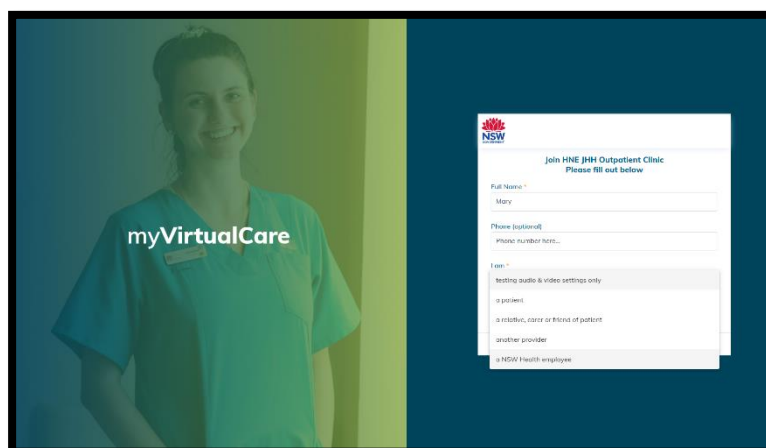 myVirtualCare
NSW
GOVERNMENT
Join HNE JHH Outpatient Clinic
Please fill out below
Full Name *
Mary
Phone (optional)
Phone number here...
I am *
testing audio & video settings only
a patient
a relative, carer or friend of patient
another provider
a NSW Health employee